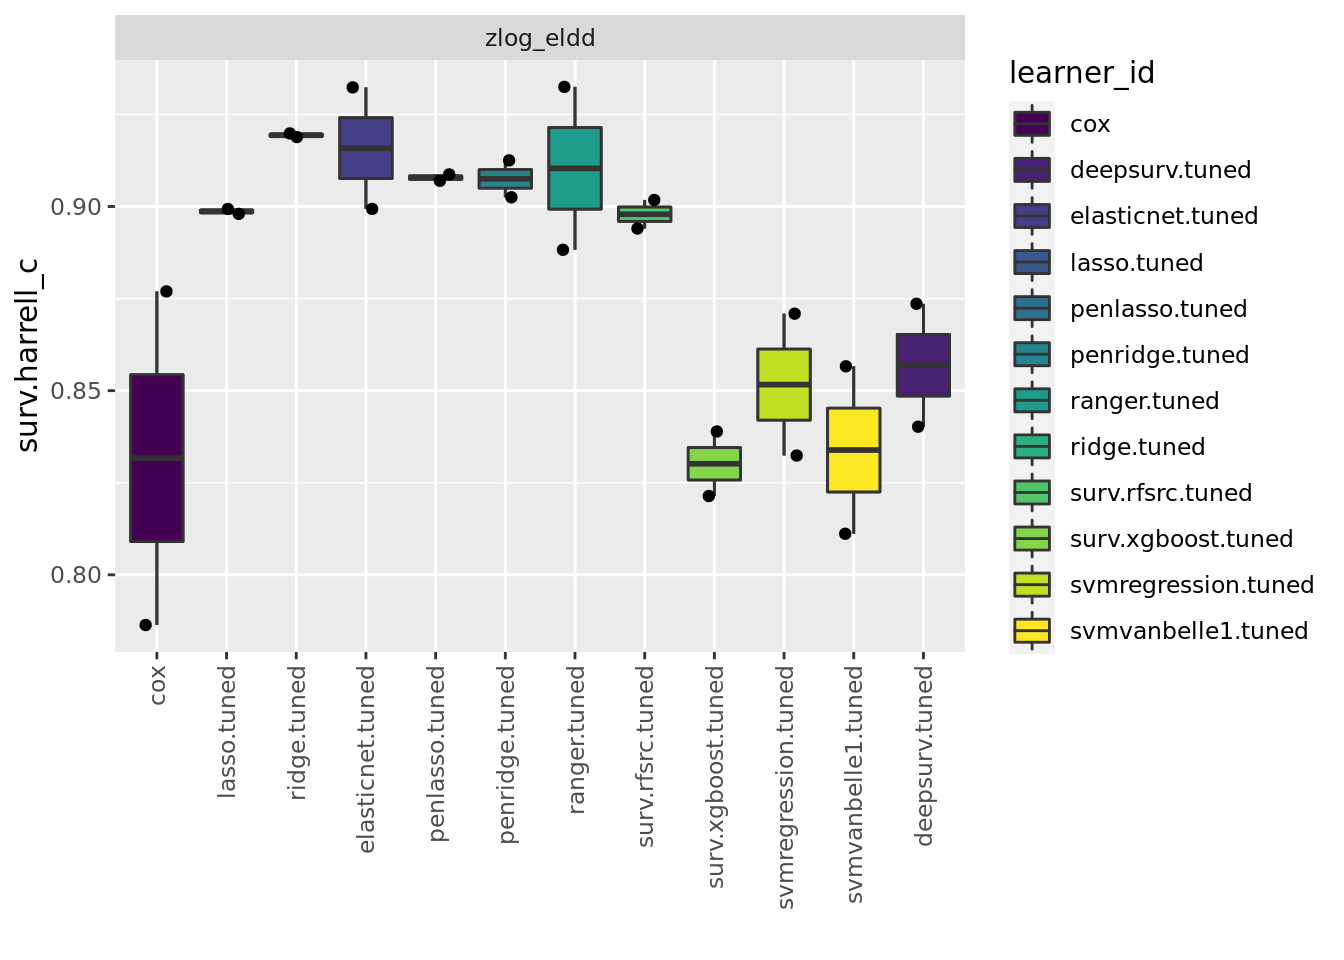 zlog_eldd
surv.harrell_c
0.90
0.85
0.80
cox
lasso.tuned
ridge.tuned
elasticnet.tuned
penlasso.tuned
penridge.tuned
ranger.tuned
surv.rfsrc.tuned
surv.xgboost.tuned
svmregression.tuned
svmvanbelle1.tuned
deepsurv.tuned
learner_id
cox
deepsurv.tuned
elasticnet.tuned
lasso.tuned
penlasso.tuned
penridge.tuned
ranger.tuned
ridge.tuned
surv.rfsrc.tuned
surv.xgboost.tuned
svmregression.tuned
svmvanbelle1.tuned